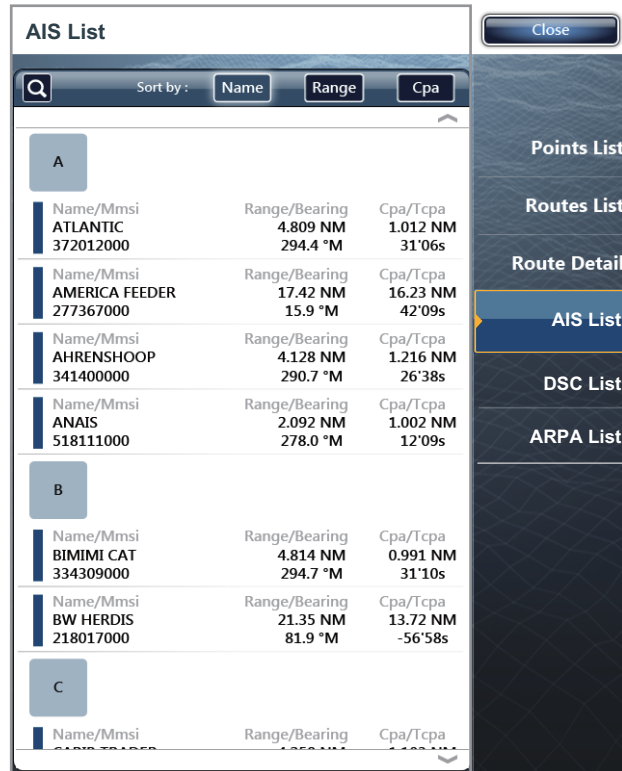 AIS List
Close
Sort by : Name Range Cpa
A
Name/Mmsi Range/Bearing Cpa/Tcpa
ATLANTIC 4.809 NM 1.012 NM
372012000 294.4 °M 31'06s
Name/Mmsi Range/Bearing Cpa/Tcpa
AMERICA FEEDER 17.42 NM 16.23 NM
277367000 15.9 °M 42'09s
Name/Mmsi Range/Bearing Cpa/Tcpa
AHRENSHOOP 4.128 NM 1.216 NM
341400000 290.7 °M 26'38s
Name/Mmsi Range/Bearing Cpa/Tcpa
ANAIS 2.092 NM 1.002 NM
518111000 278.0 °M 12'09s
B
Name/Mmsi Range/Bearing Cpa/Tcpa
BIMIMI CAT 4.814 NM 0.991 NM
334309000 294.7 °M 31'10s
Name/Mmsi Range/Bearing Cpa/Tcpa
BW HERDIS 21.35 NM 13.72 NM
218017000 81.9 °M -56'58s
C
Name/Mmsi Range/Bearing Cpa/Tcpa
Points List
Routes List
Route Detail
AIS List
DSC List
ARPA List